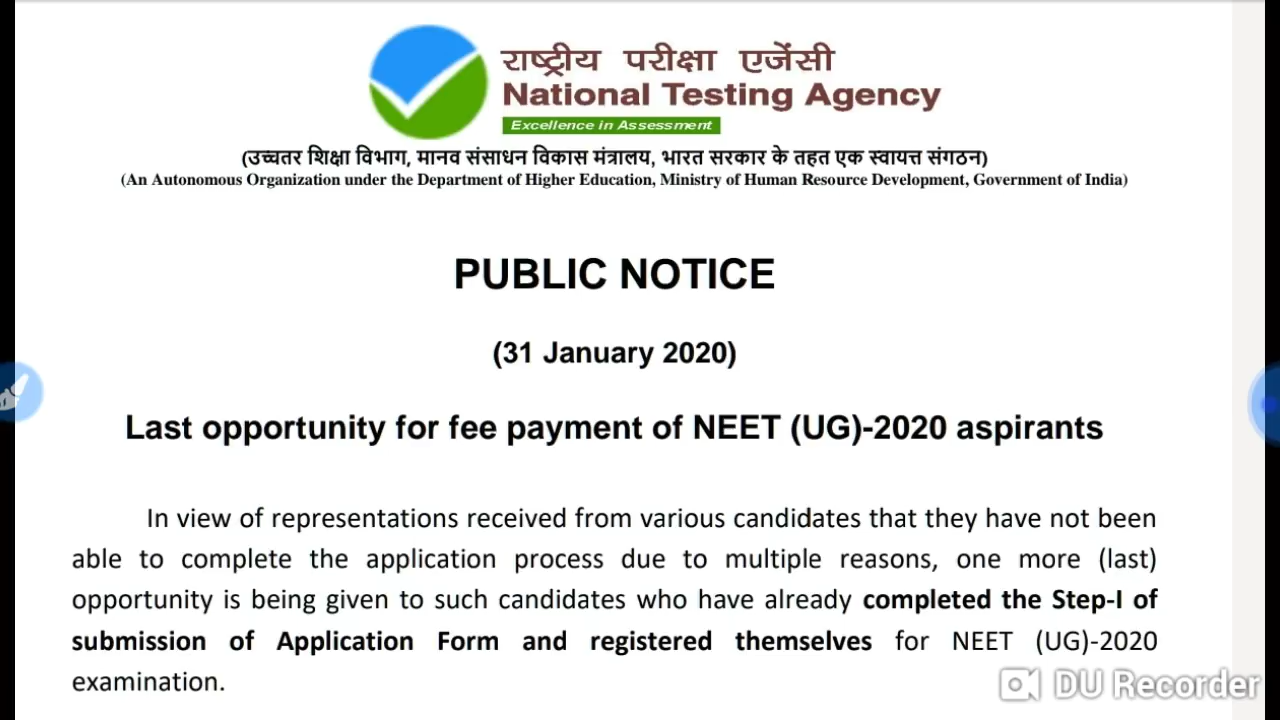 राष्ट्रीय परीक्षा एजेंसी
National Testing Agency
Excellence in Assessment
(उच्चतर शिक्षा विभाग, मानव संसाधन विकास मंत्रालय, भारत सरकार के तहत एक स्वायत्त संगठन)
(An Autonomous Organization under the Department of Higher Education, Ministry of Human Resource Development, Government of India)
PUBLIC NOTICE
(31 January 2020)
Last opportunity for fee payment of NEET (UG)-2020 aspirants
In view of representations received from various candidates that they have not been
able to complete the application process due to multiple reasons, one more (last)
opportunity is being given to such candidates who have already completed the Step-I of
submission of Application Form and registered themselves for NEET (UG)-2020
examination.
DU Recorder